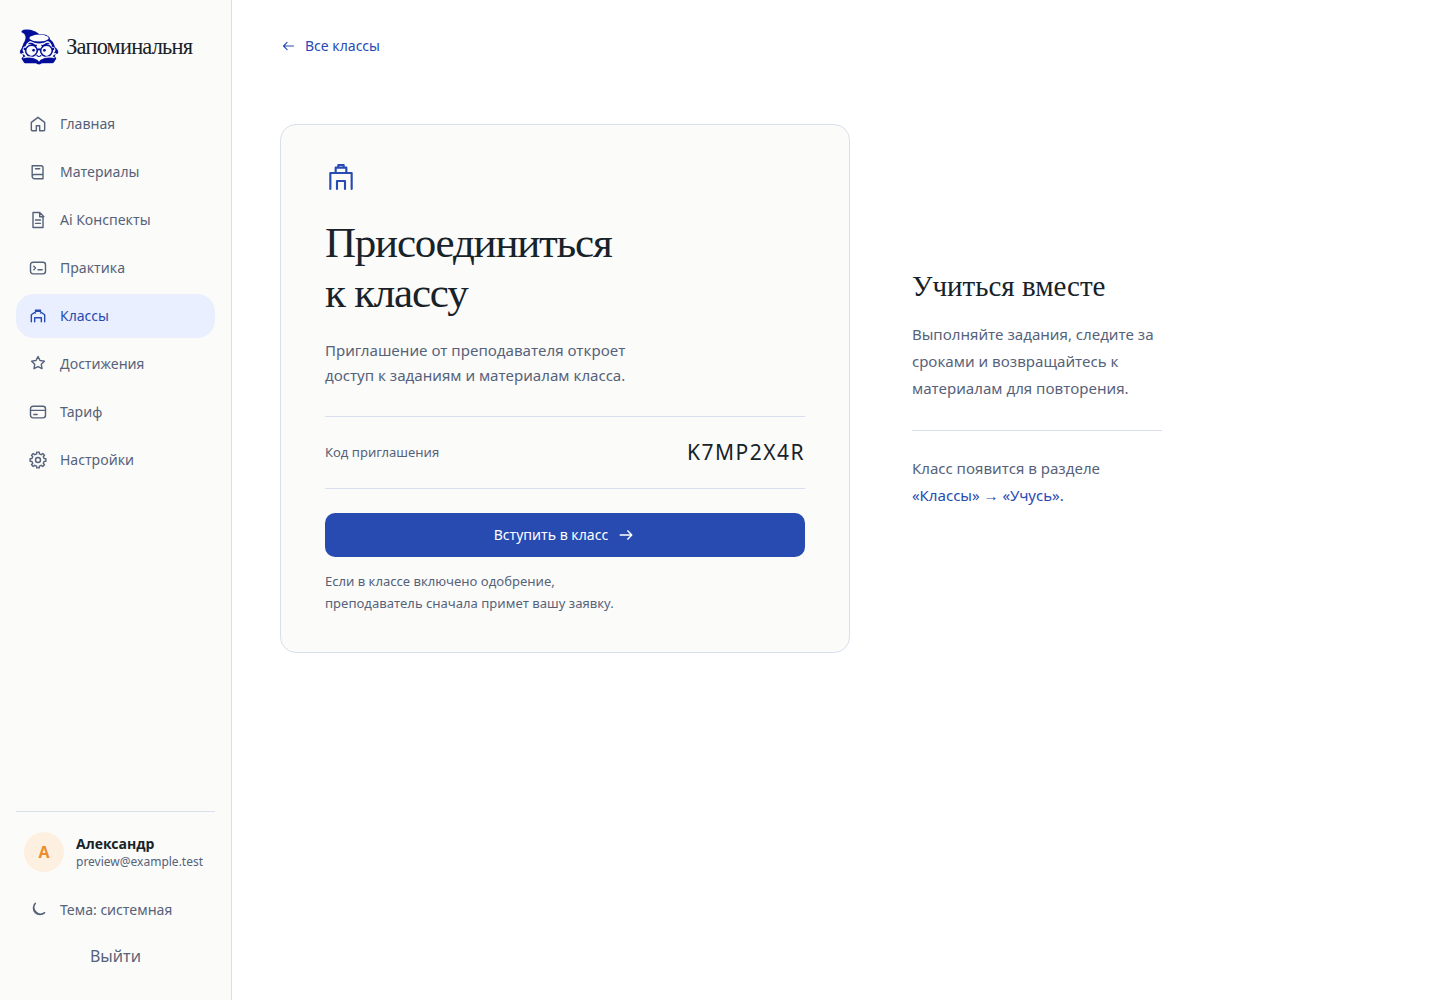 Запоминальня
Главная
Материалы
Ai Конспекты
Практика
Классы
Достижения
Тариф
Настройки
Александр
A
preview@example.test
Тема: системная
Выйти
Все классы
Присоединиться
к классу
Приглашение от преподавателя откроет
доступ к заданиям и материалам класса.
Код приглашения
K7MP2X4R
Вступить в класс
Если в классе включено одобрение,
преподаватель сначала примет вашу заявку.
Учиться вместе
Выполняйте задания, следите за
сроками и возвращайтесь к
материалам для повторения.
Класс появится в разделе
«Классы» → «Учусь».